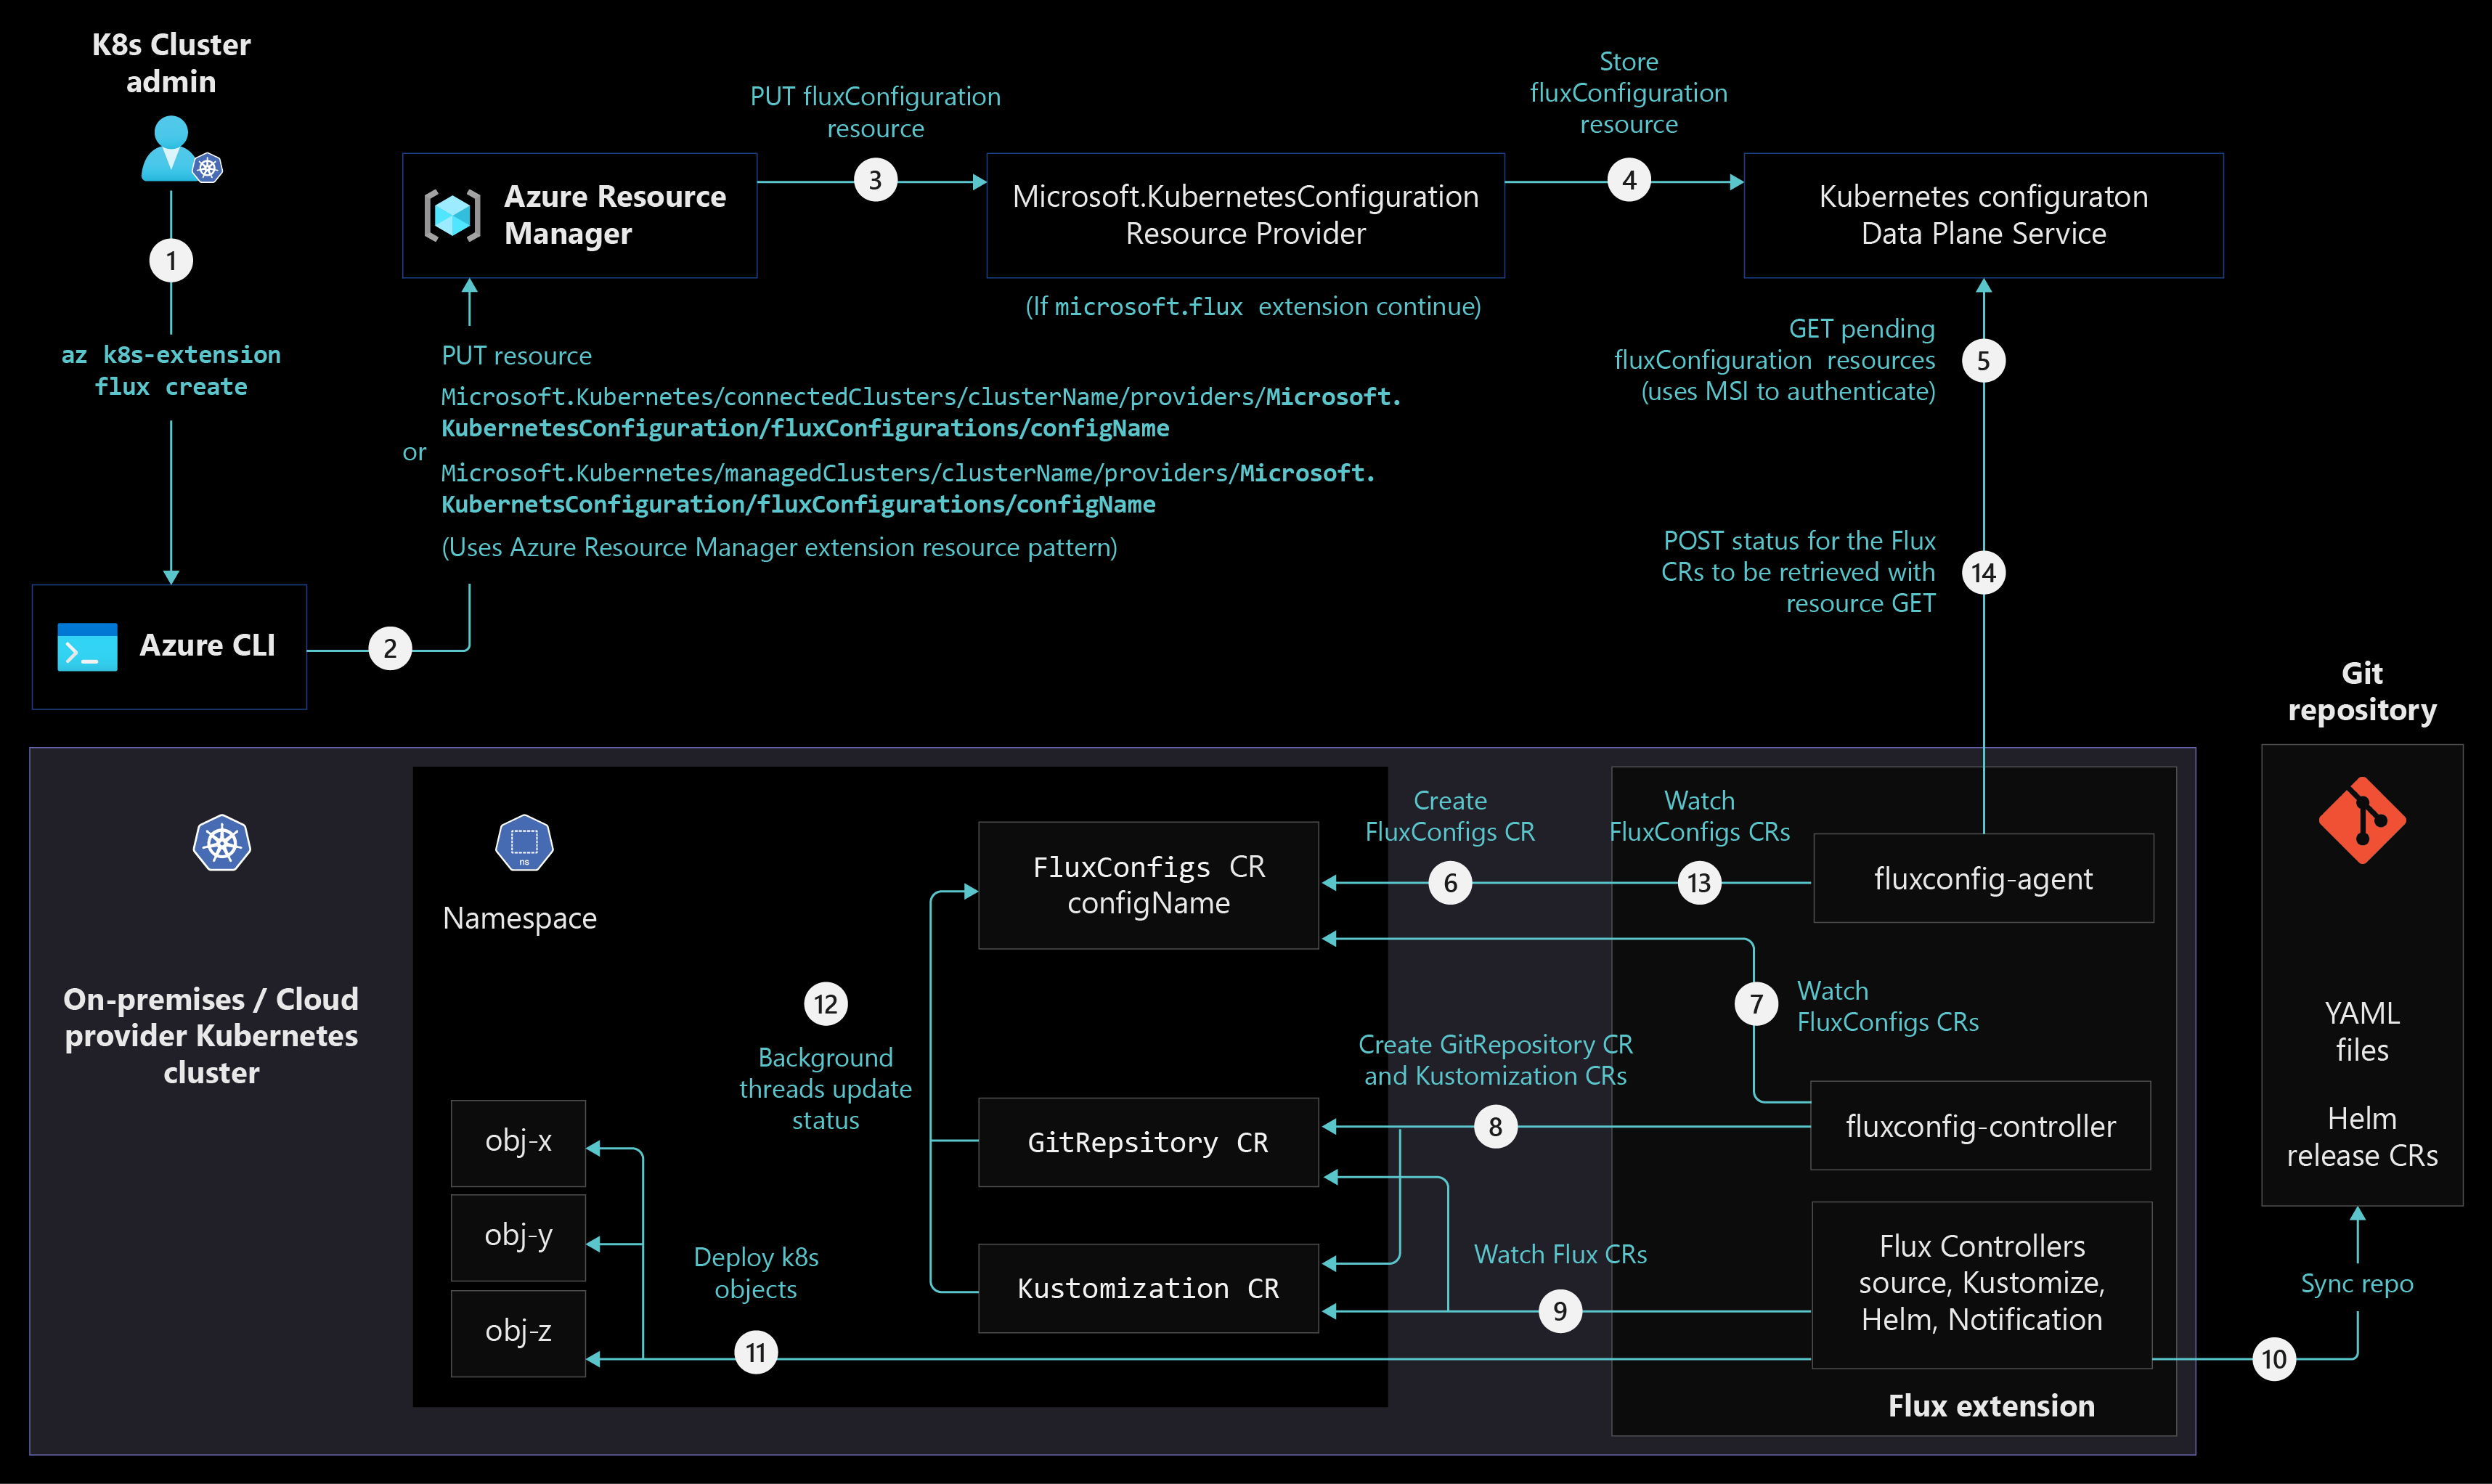 K8s Cluster
admin
1
az k8s-extension
flux create
Azure CLI
2
Azure Resource
Manager
PUT resource
Microsoft.Kubernetes/connectedClusters/clusterName/providers/Microsoft.
KubernetesConfiguration/fluxConfigurations/configName
or
Microsoft.Kubernetes/managedClusters/clusterName/providers/Microsoft.
KubernetsConfiguration/fluxConfigurations/configName
(Uses Azure Resource Manager extension resource pattern)
PUT fluxConfiguration
resource
3
Microsoft.KubernetesConfiguration
Resource Provider
(If microsoft.flux extension continue)
Store
fluxConfiguration
resource
4
Kubernetes configuraton
Data Plane Service
GET pending
fluxConfiguration resources
(uses MSI to authenticate)
5
POST status for the Flux
CRs to be retrieved with
resource GET
14
Git
repository
YAML
files
Helm
release CRs
Sync repo
10
On-premises / Cloud
provider Kubernetes
cluster
ns
Namespace
obj-x
obj-y
obj-z
12
Background
threads update
status
Deploy k8s
objects
11
FluxConfigs CR
configName
GitRepsitory CR
Kustomization CR
Create
FluxConfigs CR
6
Watch
FluxConfigs CRs
13
7
Watch
FluxConfigs CRs
Create GitRepository CR
and Kustomization CRs
8
Watch Flux CRs
9
fluxconfig-agent
fluxconfig-controller
Flux Controllers
source, Kustomize,
Helm, Notification
Flux extension